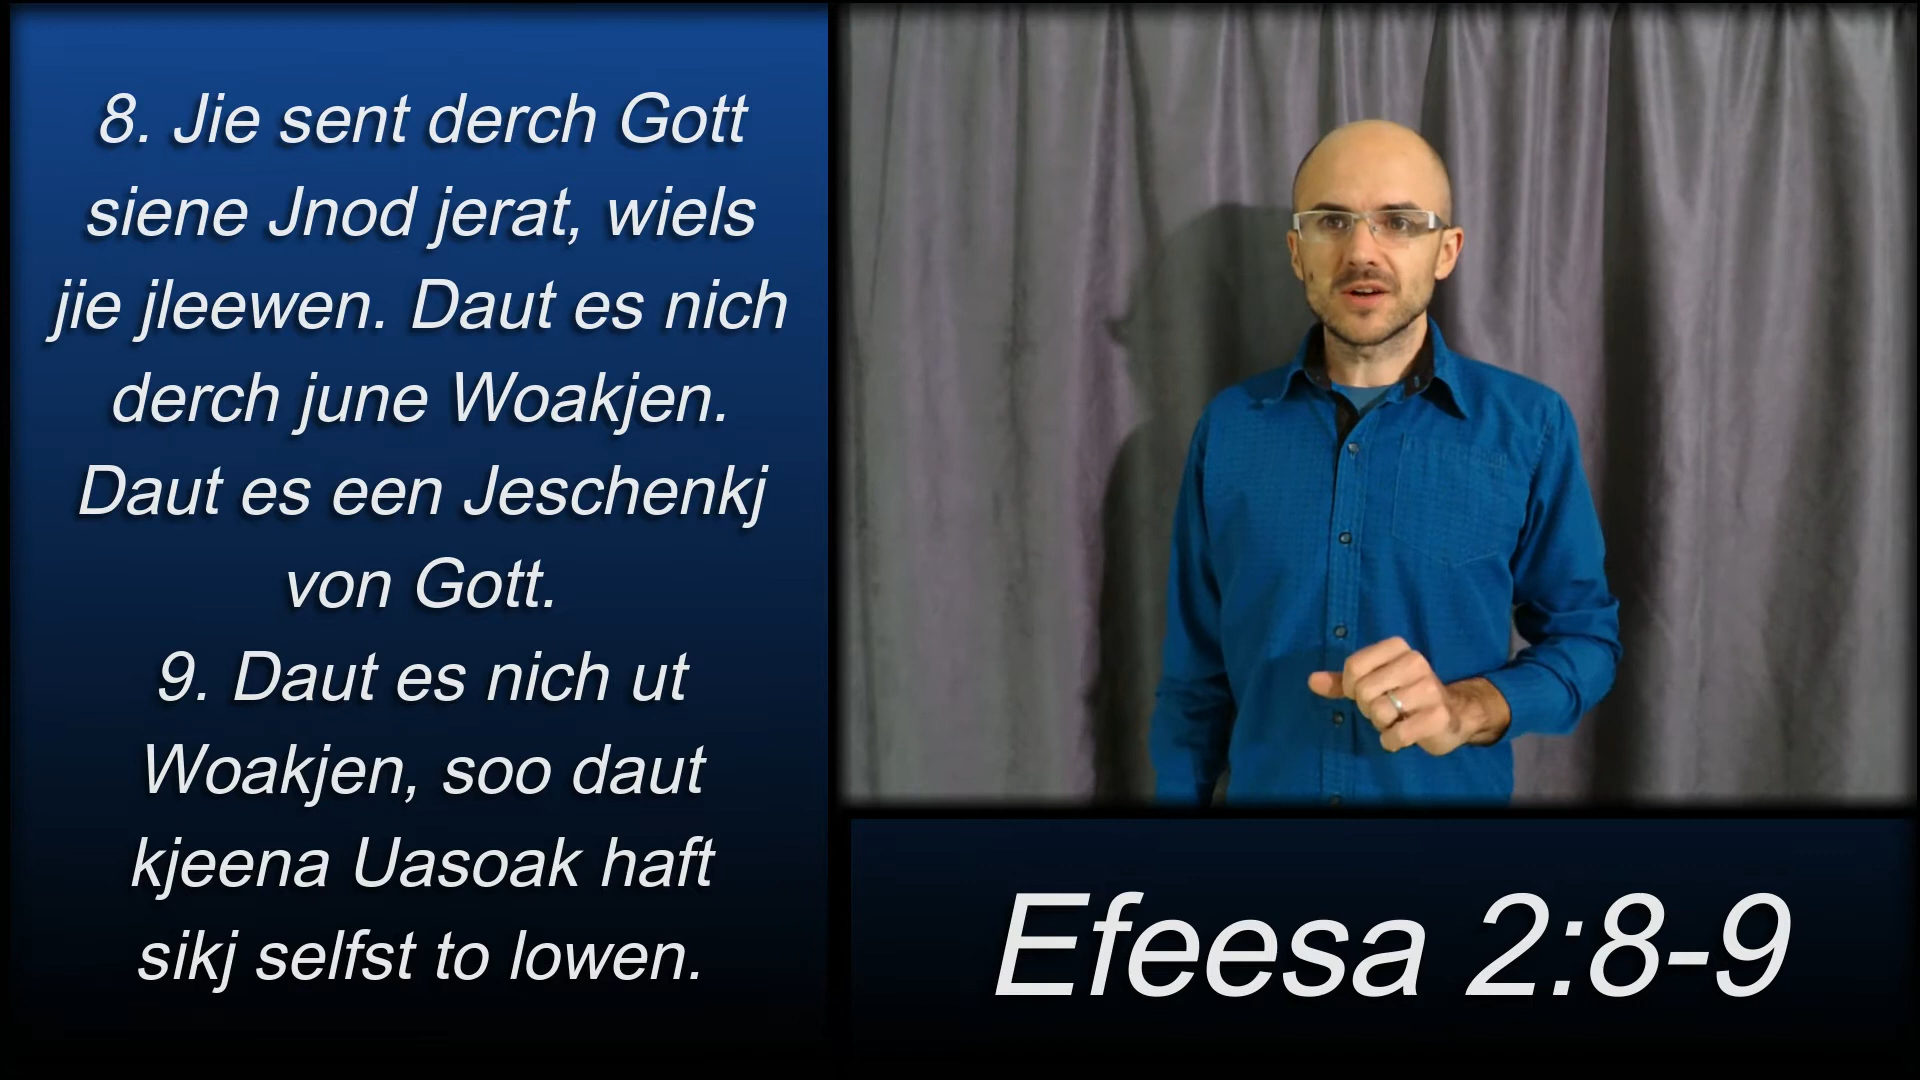 8. Jie sent derch Gott
siene Jnod jerat, wiels
jie jleewen. Daut es nich
derch june Woakjen.
Daut es een Jeschenkj
von Gott.
9. Daut es nich ut
Woakjen, soo daut
kjeena Uasoak haft
sikj selfst to lowen.
Efeesa 2:8-9